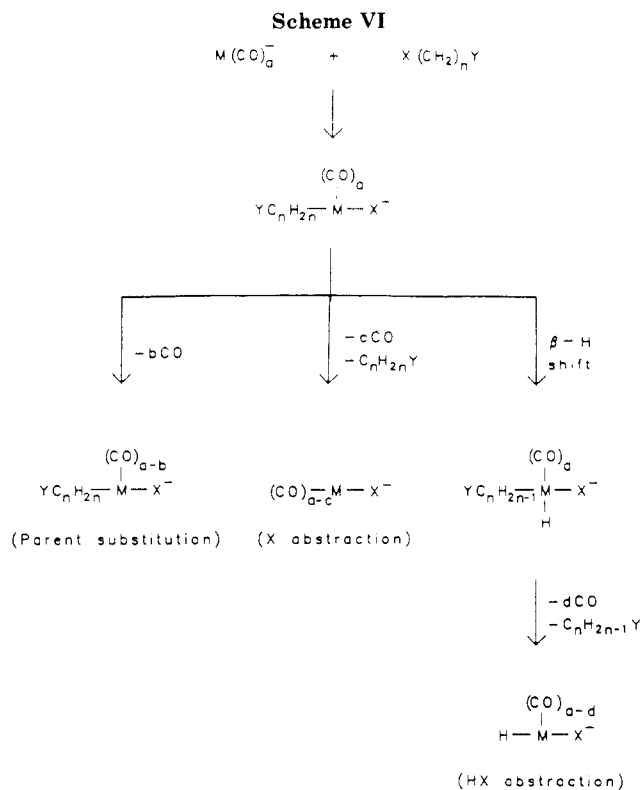 Scheme VI
M(CO)ₐ⁻ + X(CH₂)ₙY
(CO)ₐ
YCₙH₂ₙ—M—X⁻
-bCO
-cCO
-CₙH₂ₙY
β-H
shift
(CO)ₐ₋b
YCₙH₂ₙ—M—X⁻
(CO)ₐ₋c—M—X⁻
(CO)ₐ
YCₙH₂ₙ₋₁—M—X⁻
H
(Parent substitution)
(X abstraction)
-dCO
-CₙH₂ₙ₋₁Y
(CO)ₐ₋d
H—M—X⁻
(HX abstraction)